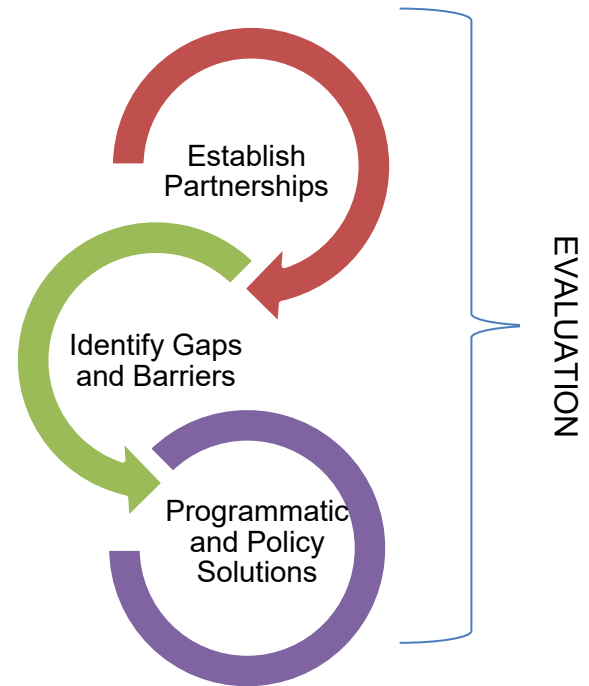 Establish
Partnerships
Identify Gaps
and Barriers
Programmatic
and Policy
Solutions
EVALUATION